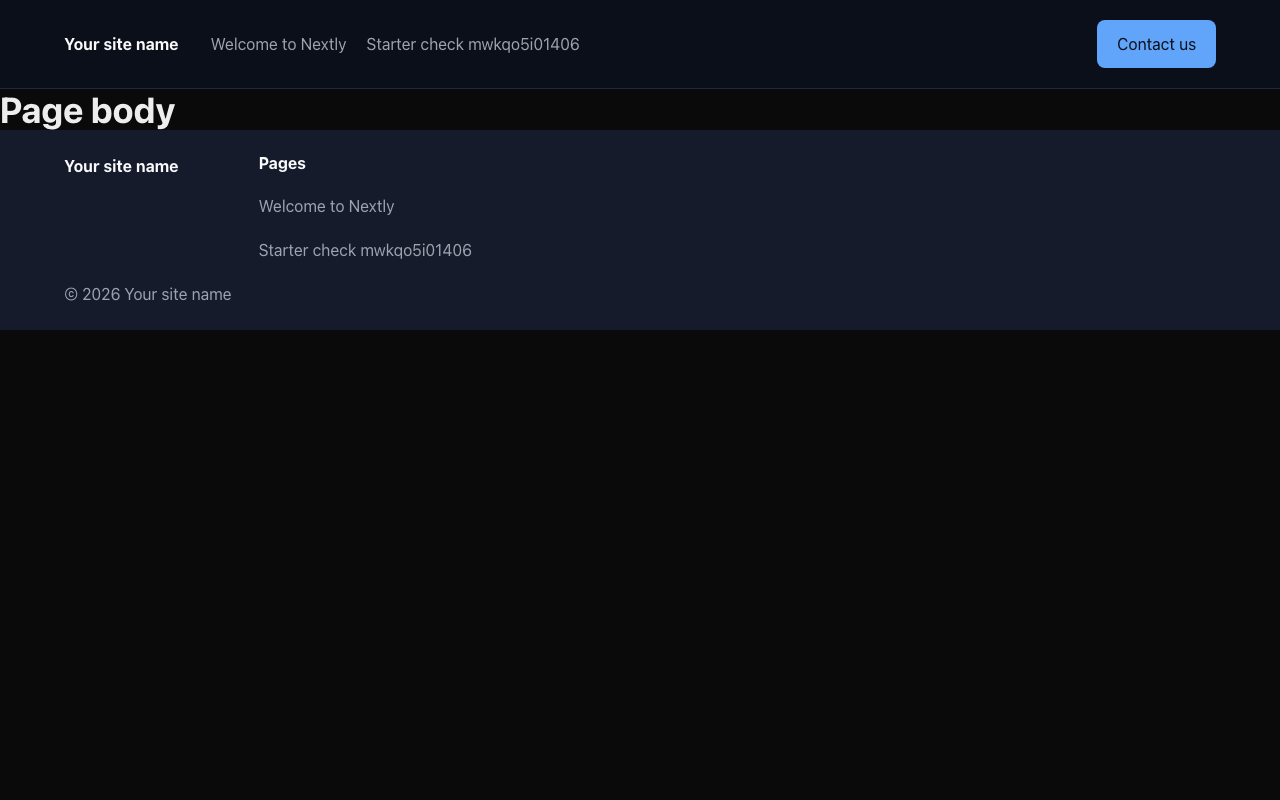 Your site name
Welcome to Nextly
Starter check mwkqo5i01406
Contact us
Page body
Your site name
Pages
Welcome to Nextly
Starter check mwkqo5i01406
© 2026 Your site name